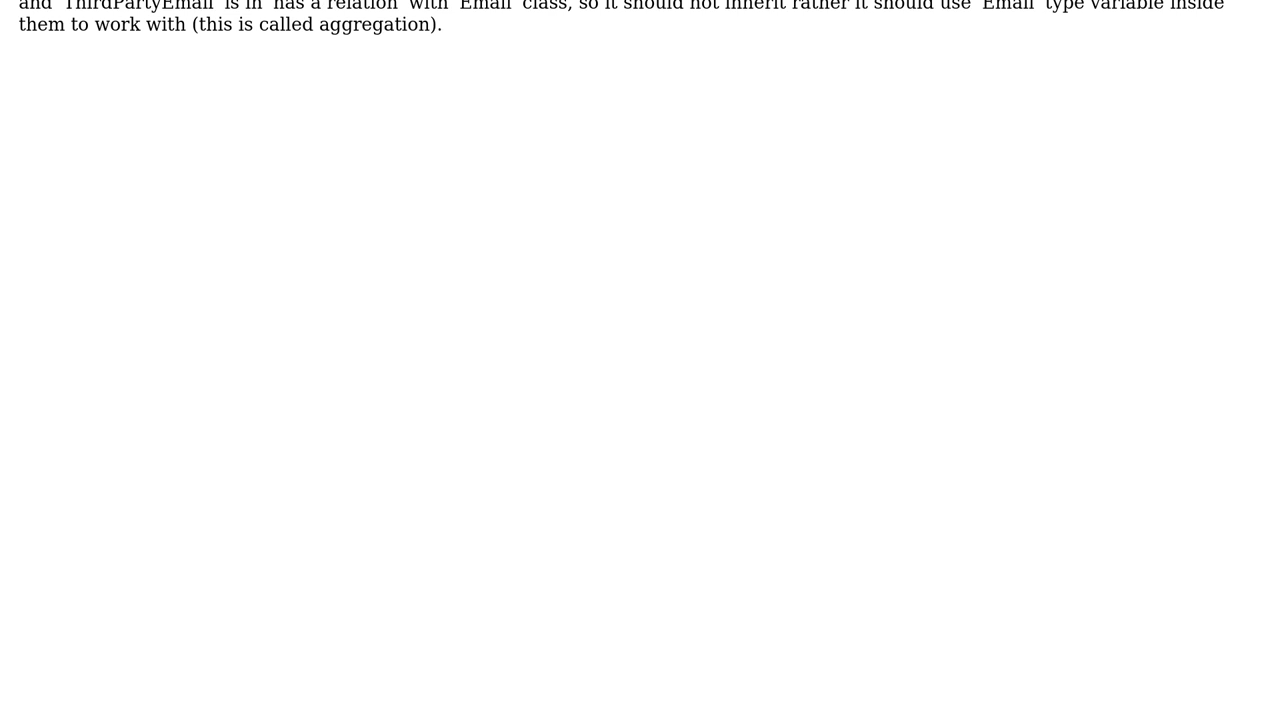 and 'ThirdPartyEmail' is in 'has a relation' with 'Email' class, so it should not inherit rather it should use 'Email' type variable inside
them to work with (this is called aggregation).